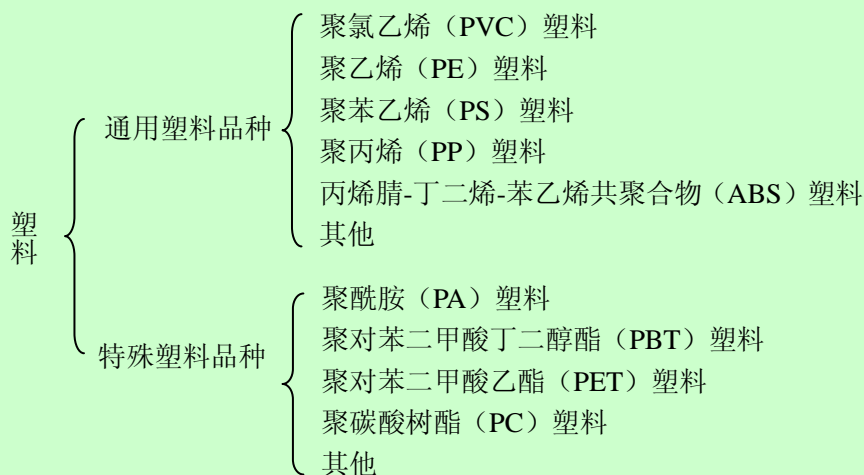 塑料
通用塑料品种
聚氯乙烯（PVC）塑料
聚乙烯（PE）塑料
聚苯乙烯（PS）塑料
聚丙烯（PP）塑料
丙烯腈-丁二烯-苯乙烯共聚合物（ABS）塑料
其他
特殊塑料品种
聚酰胺（PA）塑料
聚对苯二甲酸丁二醇酯（PBT）塑料
聚对苯二甲酸乙酯（PET）塑料
聚碳酸树酯（PC）塑料
其他